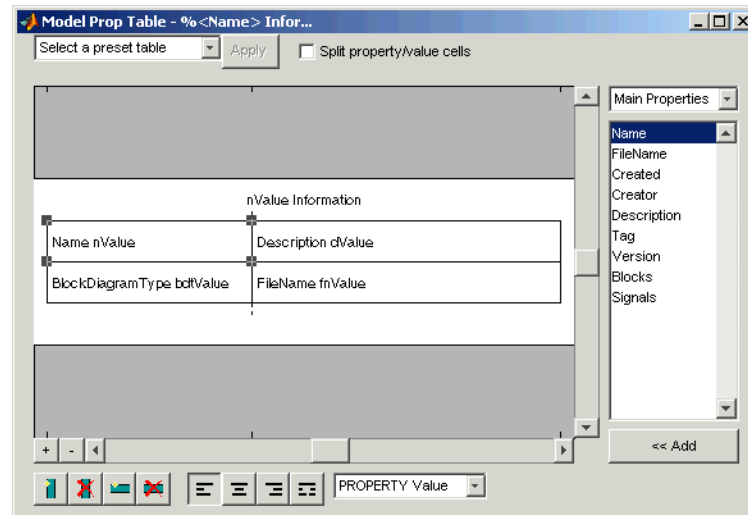 Model Prop Table - %<Name> Infor...
Select a preset table Apply Split property/value cells
Main Properties
Name
FileName
Created
Creator
Description
Tag
Version
Blocks
Signals
nValue Information
Name nValue Description dValue
BlockDiagramType bdtValue FileName fnValue
+ -
<< Add
PROPERTY Value